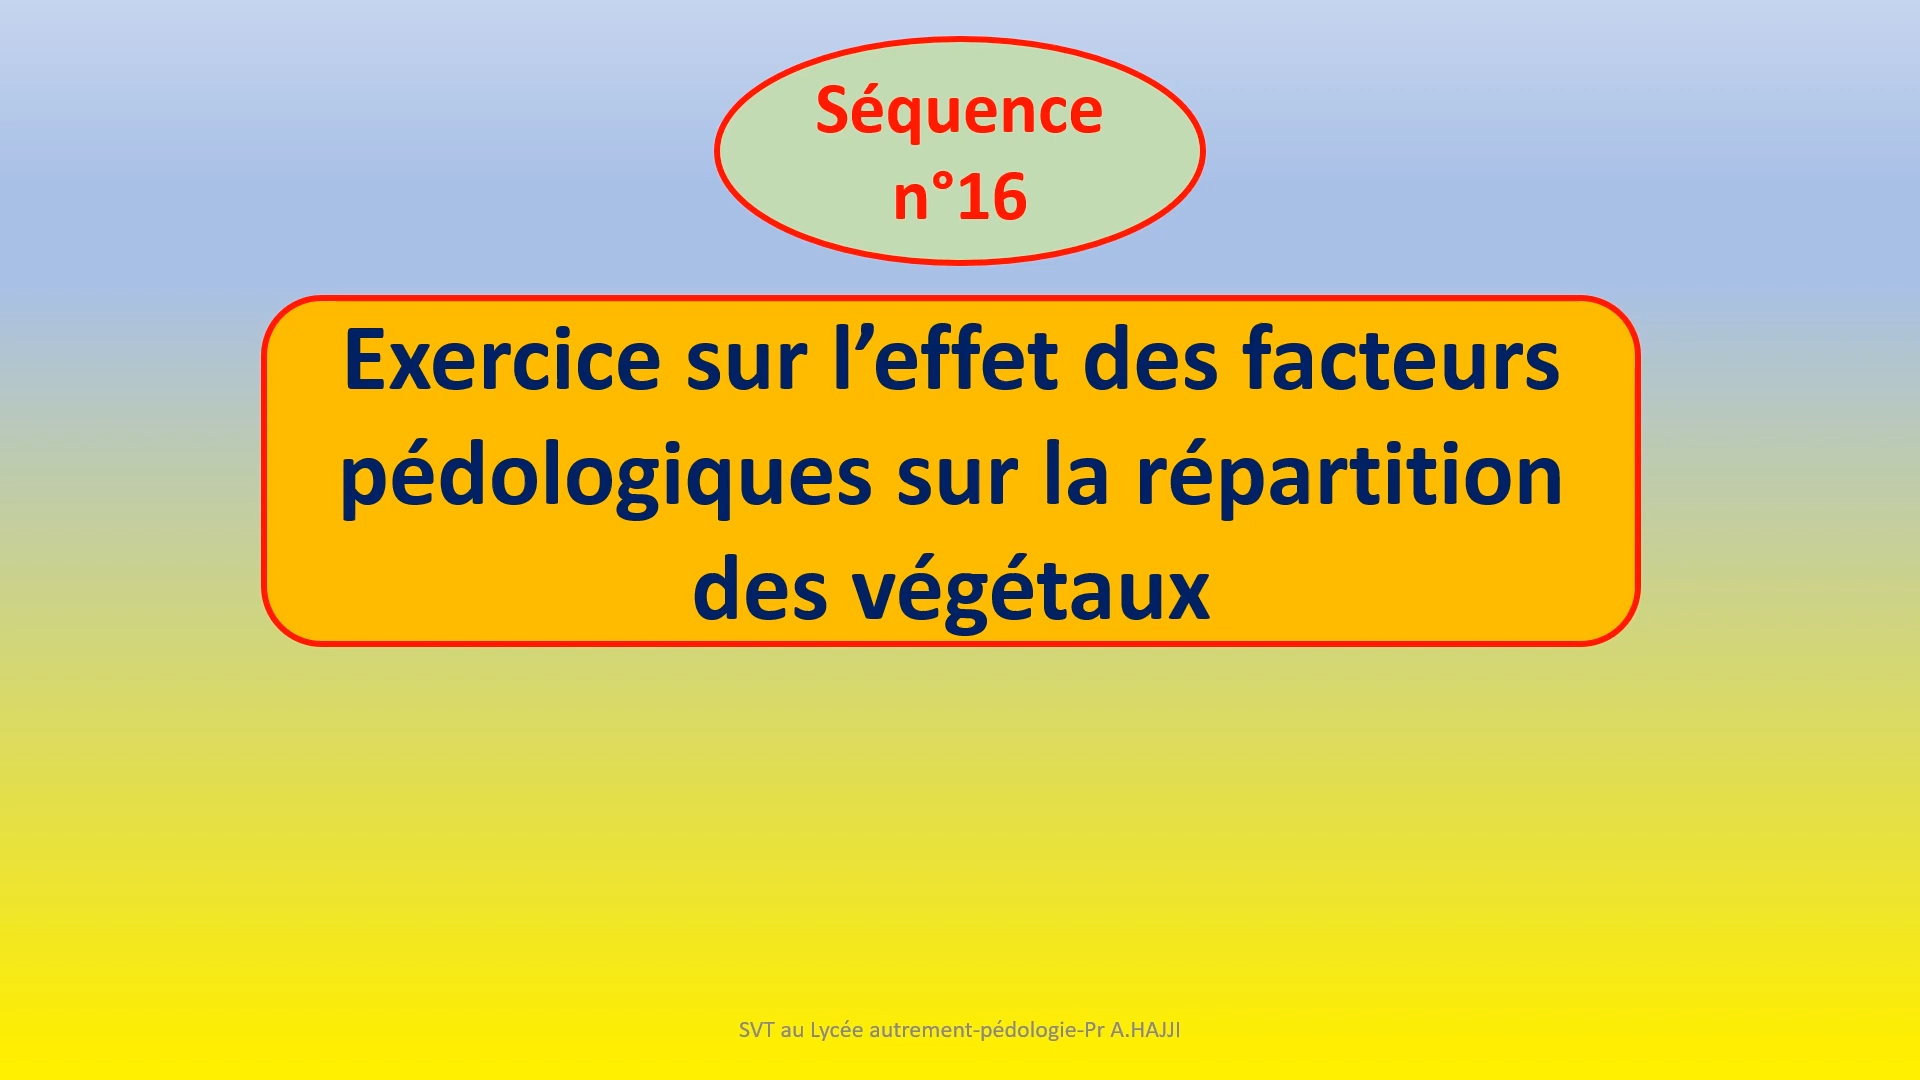 Séquence
n°16
Exercice sur l’effet des facteurs
pédologiques sur la répartition
des végétaux
SVT au Lycée autrement-pédologie-Pr A.HAJJI